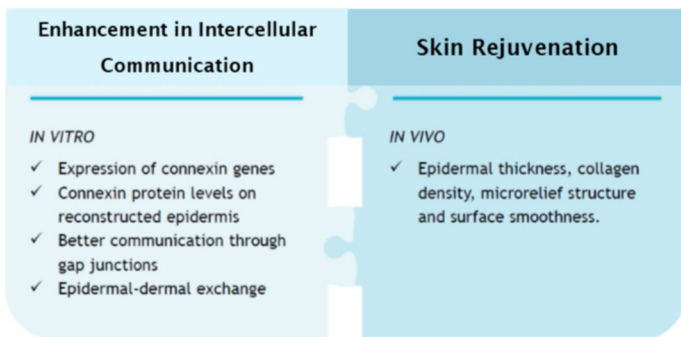 Enhancement in Intercellular
Communication
IN VITRO
✓ Expression of connexin genes
✓ Connexin protein levels on
reconstructed epidermis
✓ Better communication through
gap junctions
✓ Epidermal-dermal exchange
Skin Rejuvenation
IN VIVO
✓ Epidermal thickness, collagen
density, microrelief structure
and surface smoothness.